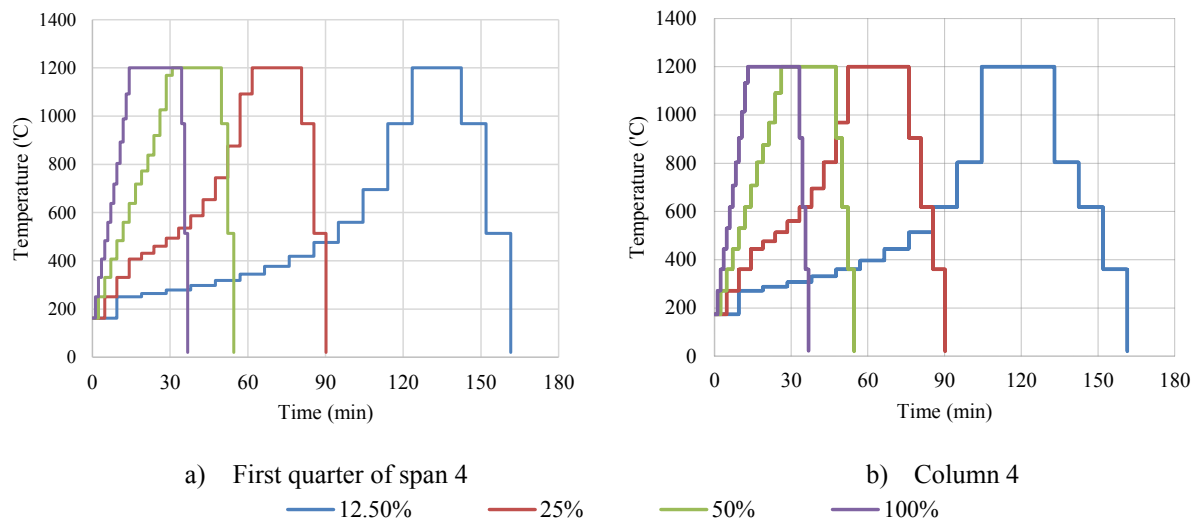 1400
1200
1000
800
600
400
200
0
Temperature ('C)
0 30 60 90 120 150 180
Time (min)
a) First quarter of span 4
1400
1200
1000
800
600
400
200
0
Temperature ('C)
0 30 60 90 120 150 180
Time (min)
b) Column 4
12.50% 25% 50% 100%